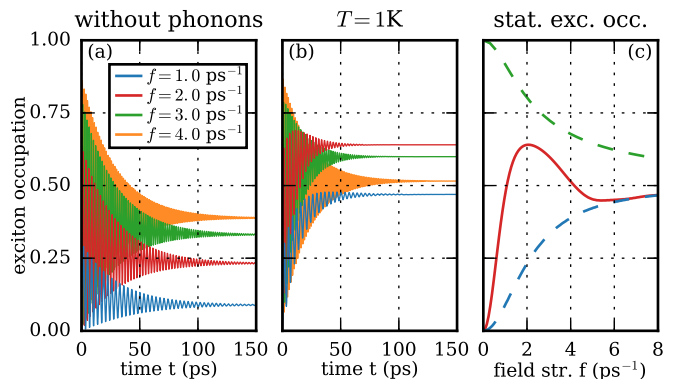 without phonons
T = 1K
stat. exc. occ.
exciton occupation
1.00
0.75
0.50
0.25
0.00
(a)
f = 1.0 ps⁻¹
f = 2.0 ps⁻¹
f = 3.0 ps⁻¹
f = 4.0 ps⁻¹
(b)
(c)
0 50 100 150
0 50 100 150
0 2 4 6 8
time t (ps)
time t (ps)
field str. f (ps⁻¹)